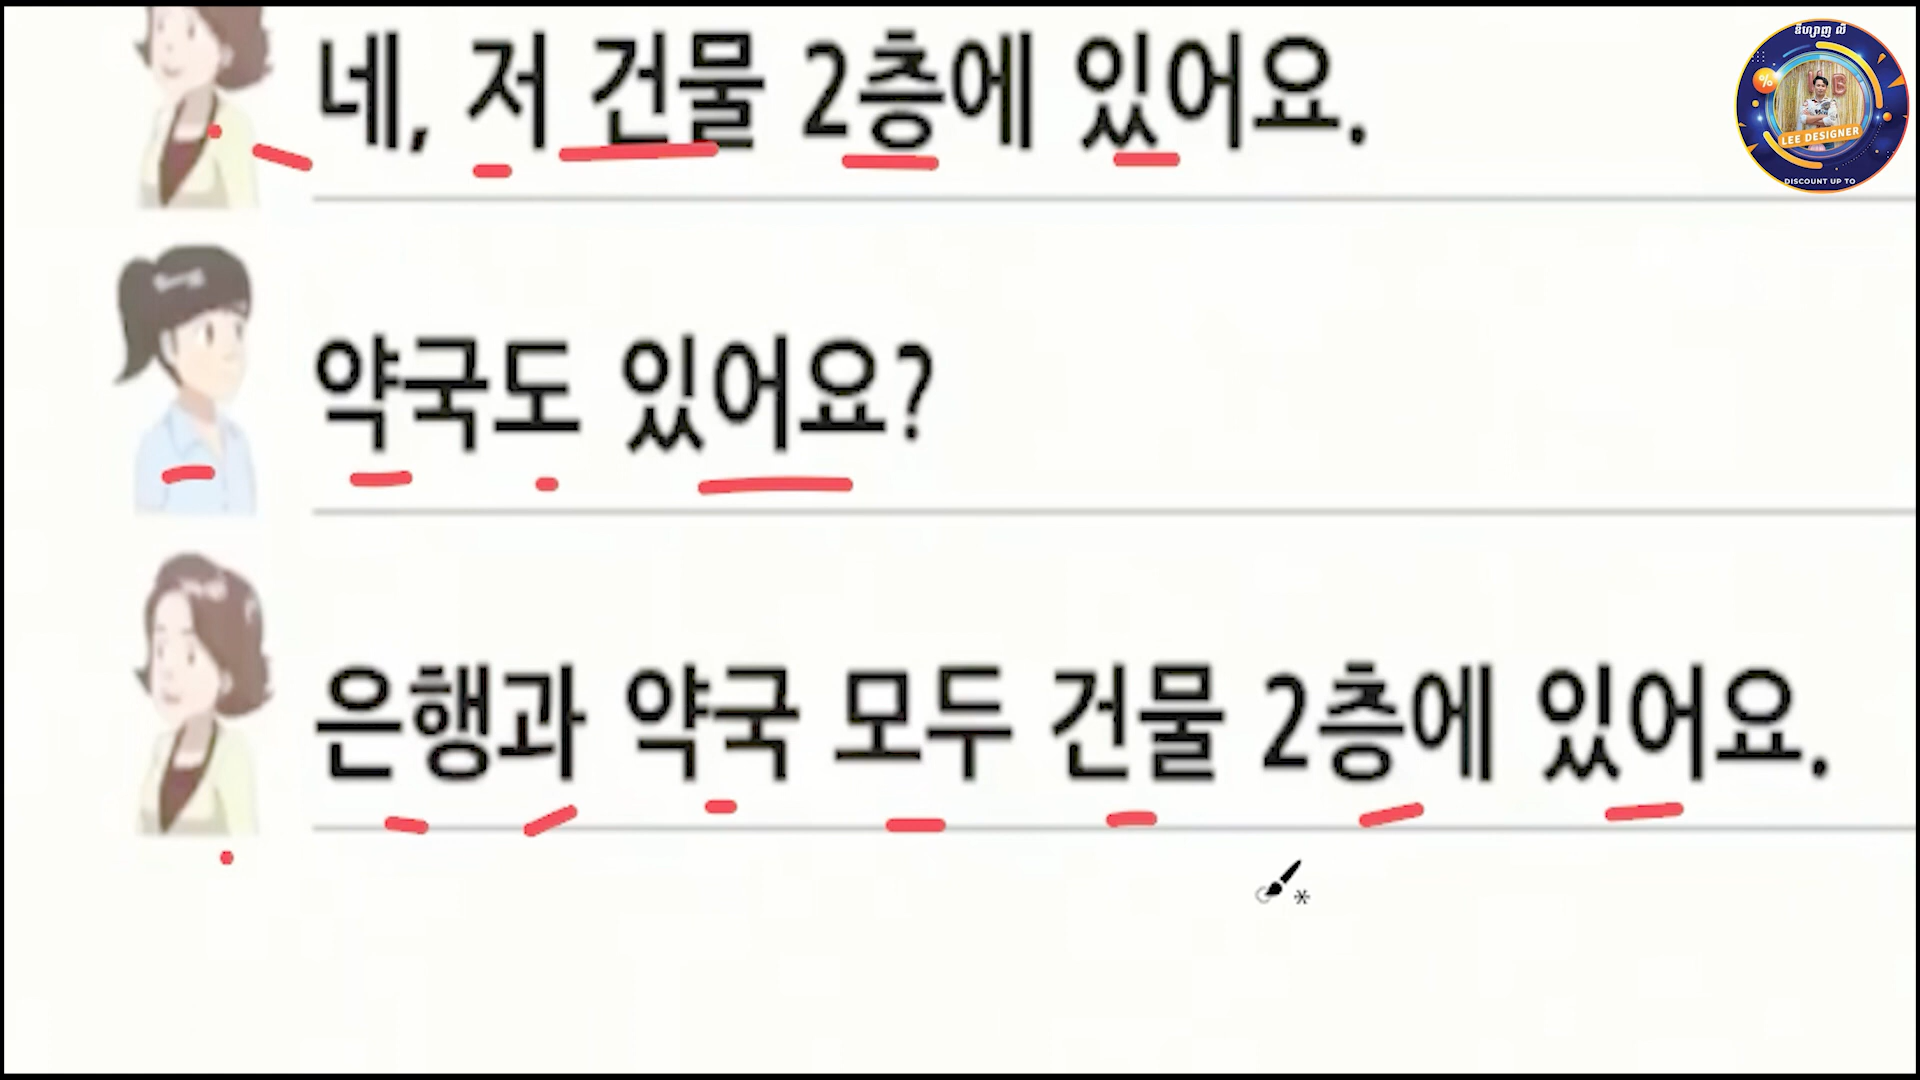 네, 저 건물 2층에 있어요.
약국도 있어요?
은행과 약국 모두 건물 2층에 있어요.
%
LEE DESIGNER
DISCOUNT UP TO